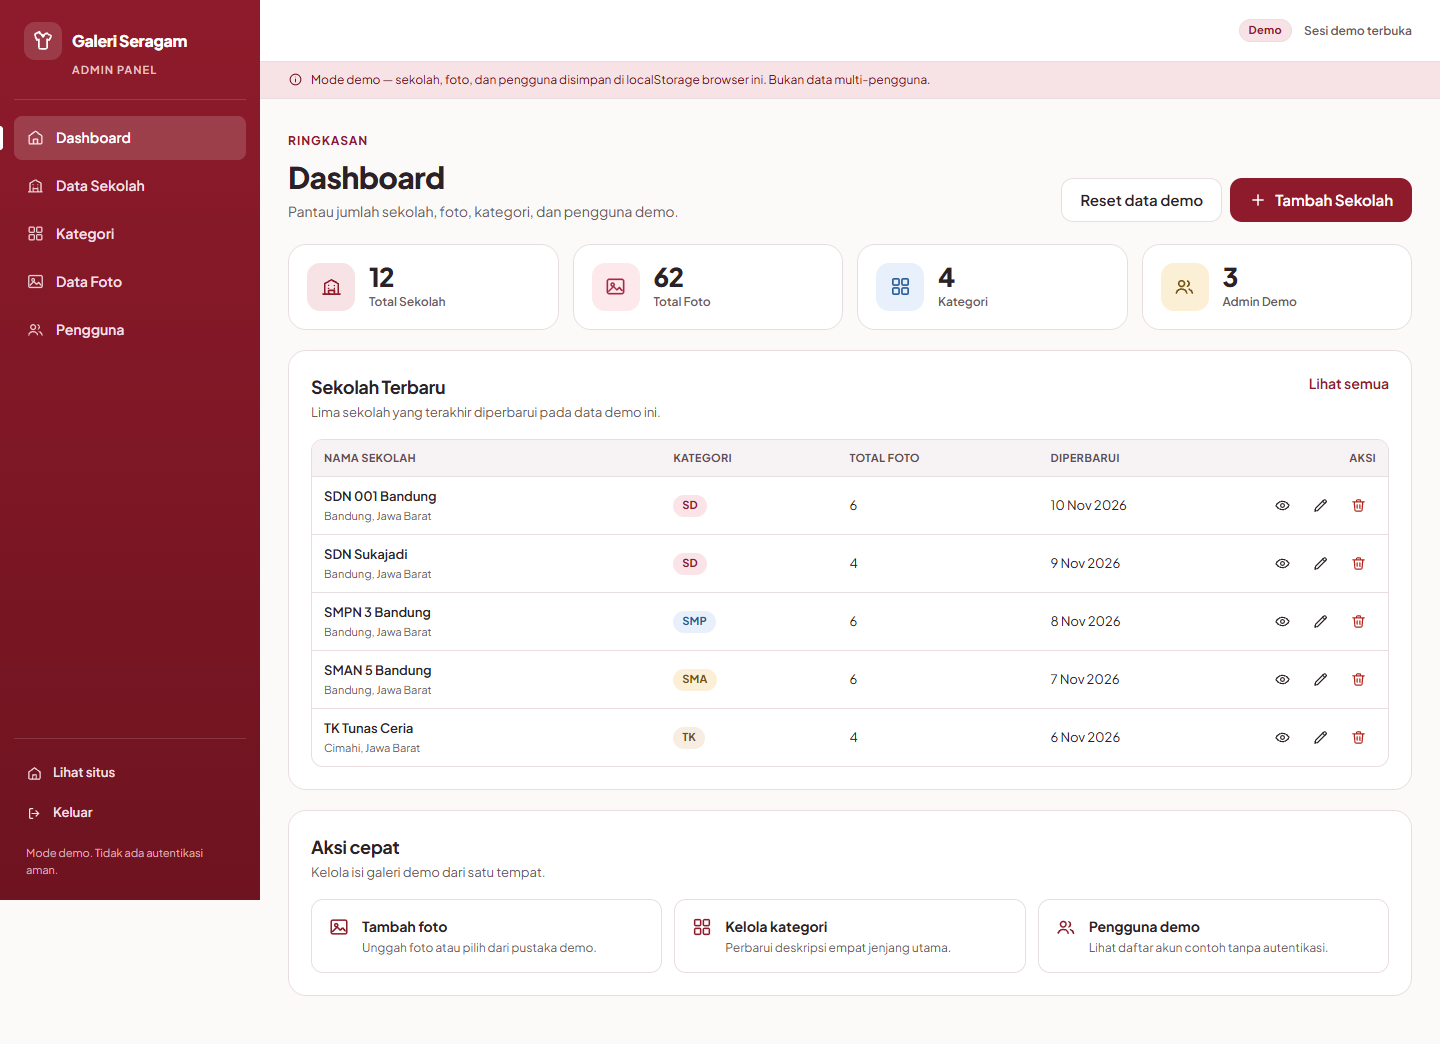 Galeri Seragam
ADMIN PANEL
Dashboard
Data Sekolah
Kategori
Data Foto
Pengguna
Lihat situs
Keluar
Mode demo. Tidak ada autentikasi
aman.
Demo Sesi demo terbuka
Mode demo — sekolah, foto, dan pengguna disimpan di localStorage browser ini. Bukan data multi-pengguna.
RINGKASAN
Dashboard
Pantau jumlah sekolah, foto, kategori, dan pengguna demo.
Reset data demo
Tambah Sekolah
12
Total Sekolah
62
Total Foto
4
Kategori
3
Admin Demo
Sekolah Terbaru
Lihat semua
Lima sekolah yang terakhir diperbarui pada data demo ini.
NAMA SEKOLAH KATEGORI TOTAL FOTO DIPERBARUI AKSI
SDN 001 Bandung
Bandung, Jawa Barat
SD 6 10 Nov 2026
SDN Sukajadi
Bandung, Jawa Barat
SD 4 9 Nov 2026
SMPN 3 Bandung
Bandung, Jawa Barat
SMP 6 8 Nov 2026
SMAN 5 Bandung
Bandung, Jawa Barat
SMA 6 7 Nov 2026
TK Tunas Ceria
Cimahi, Jawa Barat
TK 4 6 Nov 2026
Aksi cepat
Kelola isi galeri demo dari satu tempat.
Tambah foto
Unggah foto atau pilih dari pustaka demo.
Kelola kategori
Perbarui deskripsi empat jenjang utama.
Pengguna demo
Lihat daftar akun contoh tanpa autentikasi.